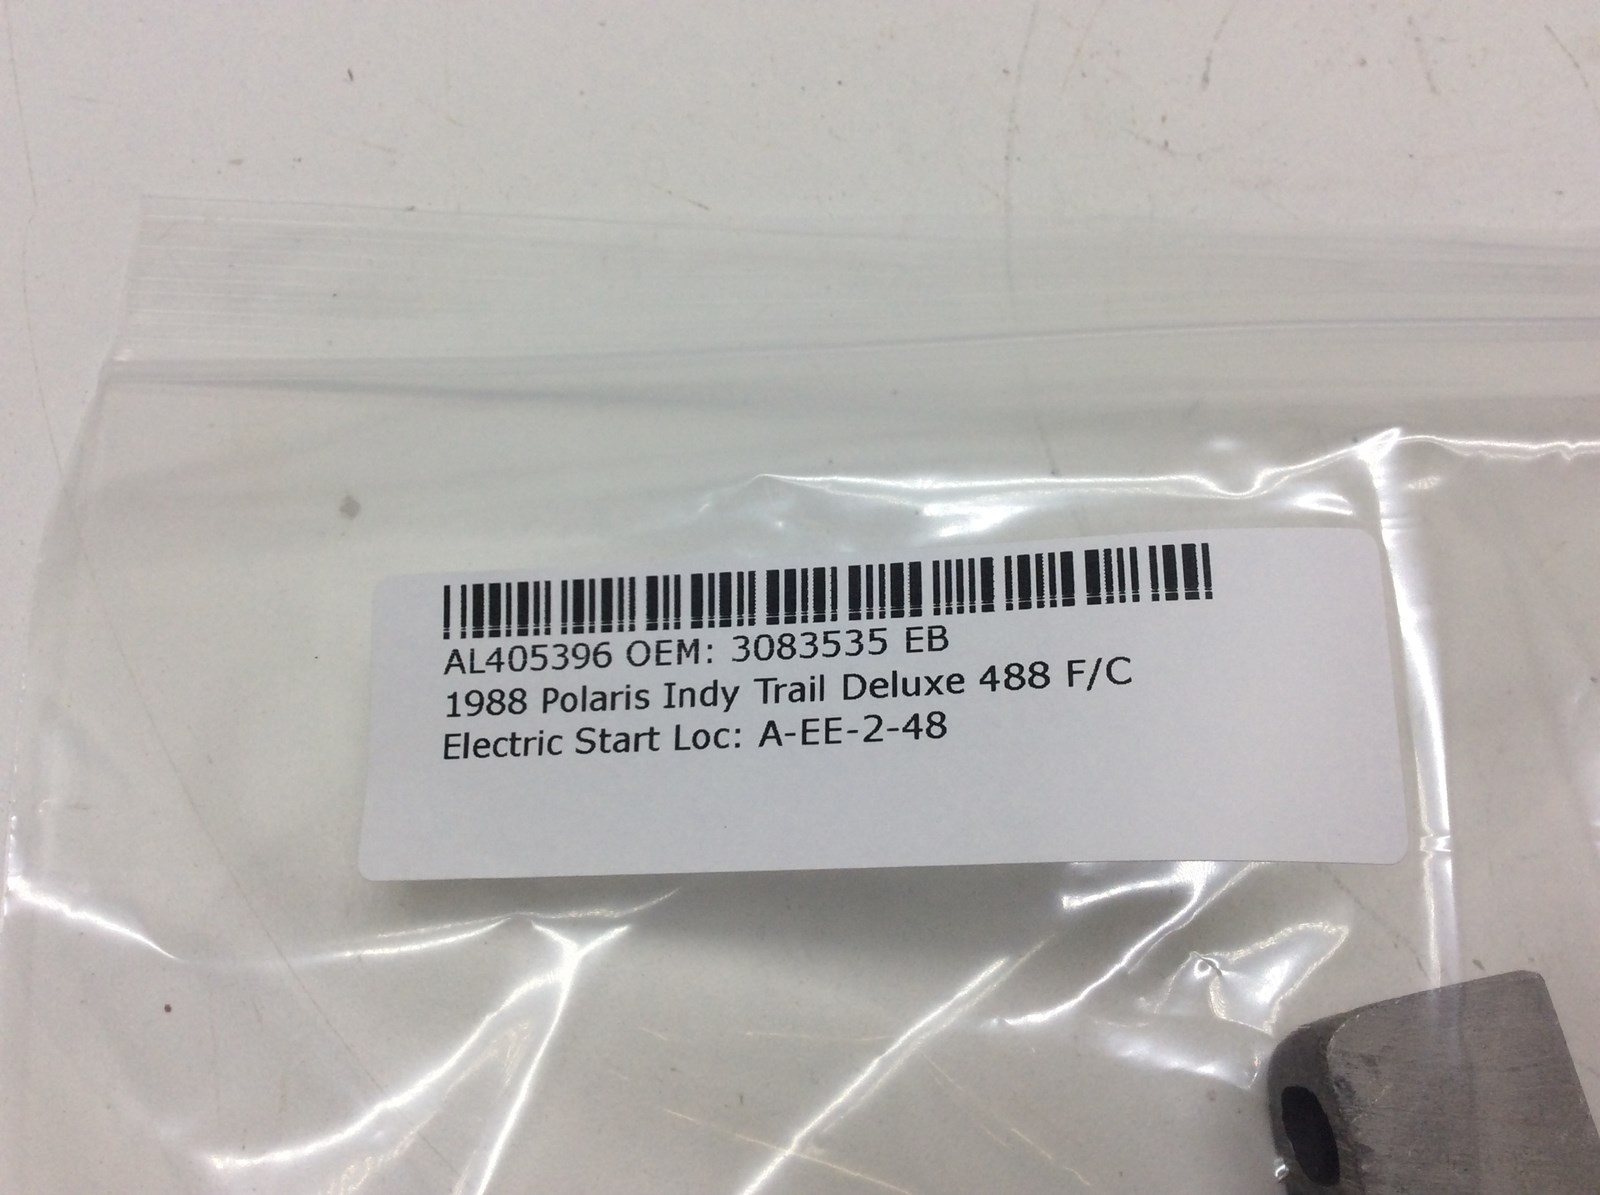 AL405396 OEM: 3083535 EB
1988 Polaris Indy Trail Deluxe 488 F/C
Electric Start Loc: A-EE-2-48